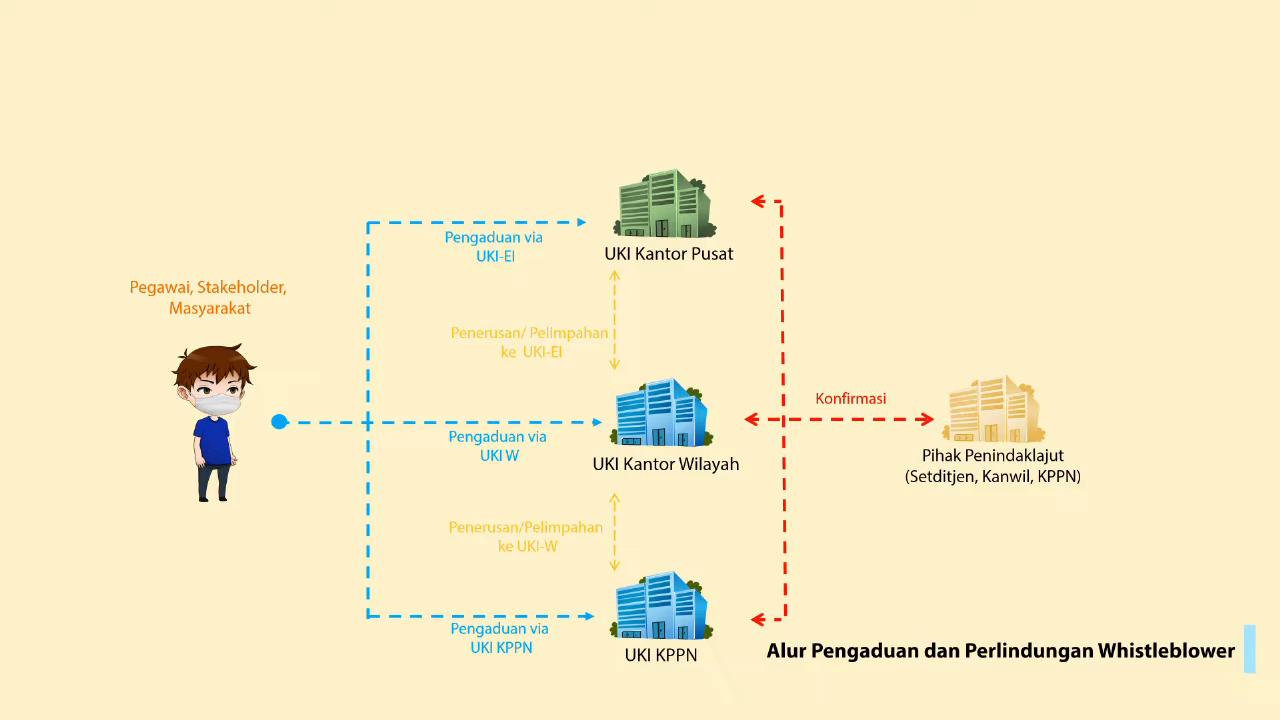 Pengaduan via
UKI-EI
UKI Kantor Pusat
Pegawai, Stakeholder,
Masyarakat
Penerusan/ Pelimpahan
ke UKI-EI
Konfirmasi
Pengaduan via
UKI W
UKI Kantor Wilayah
Pihak Penindaklajut
(Setditjen, Kanwil, KPPN)
Penerusan/Pelimpahan
ke UKI-W
Pengaduan via
UKI KPPN
UKI KPPN
Alur Pengaduan dan Perlindungan Whistleblower